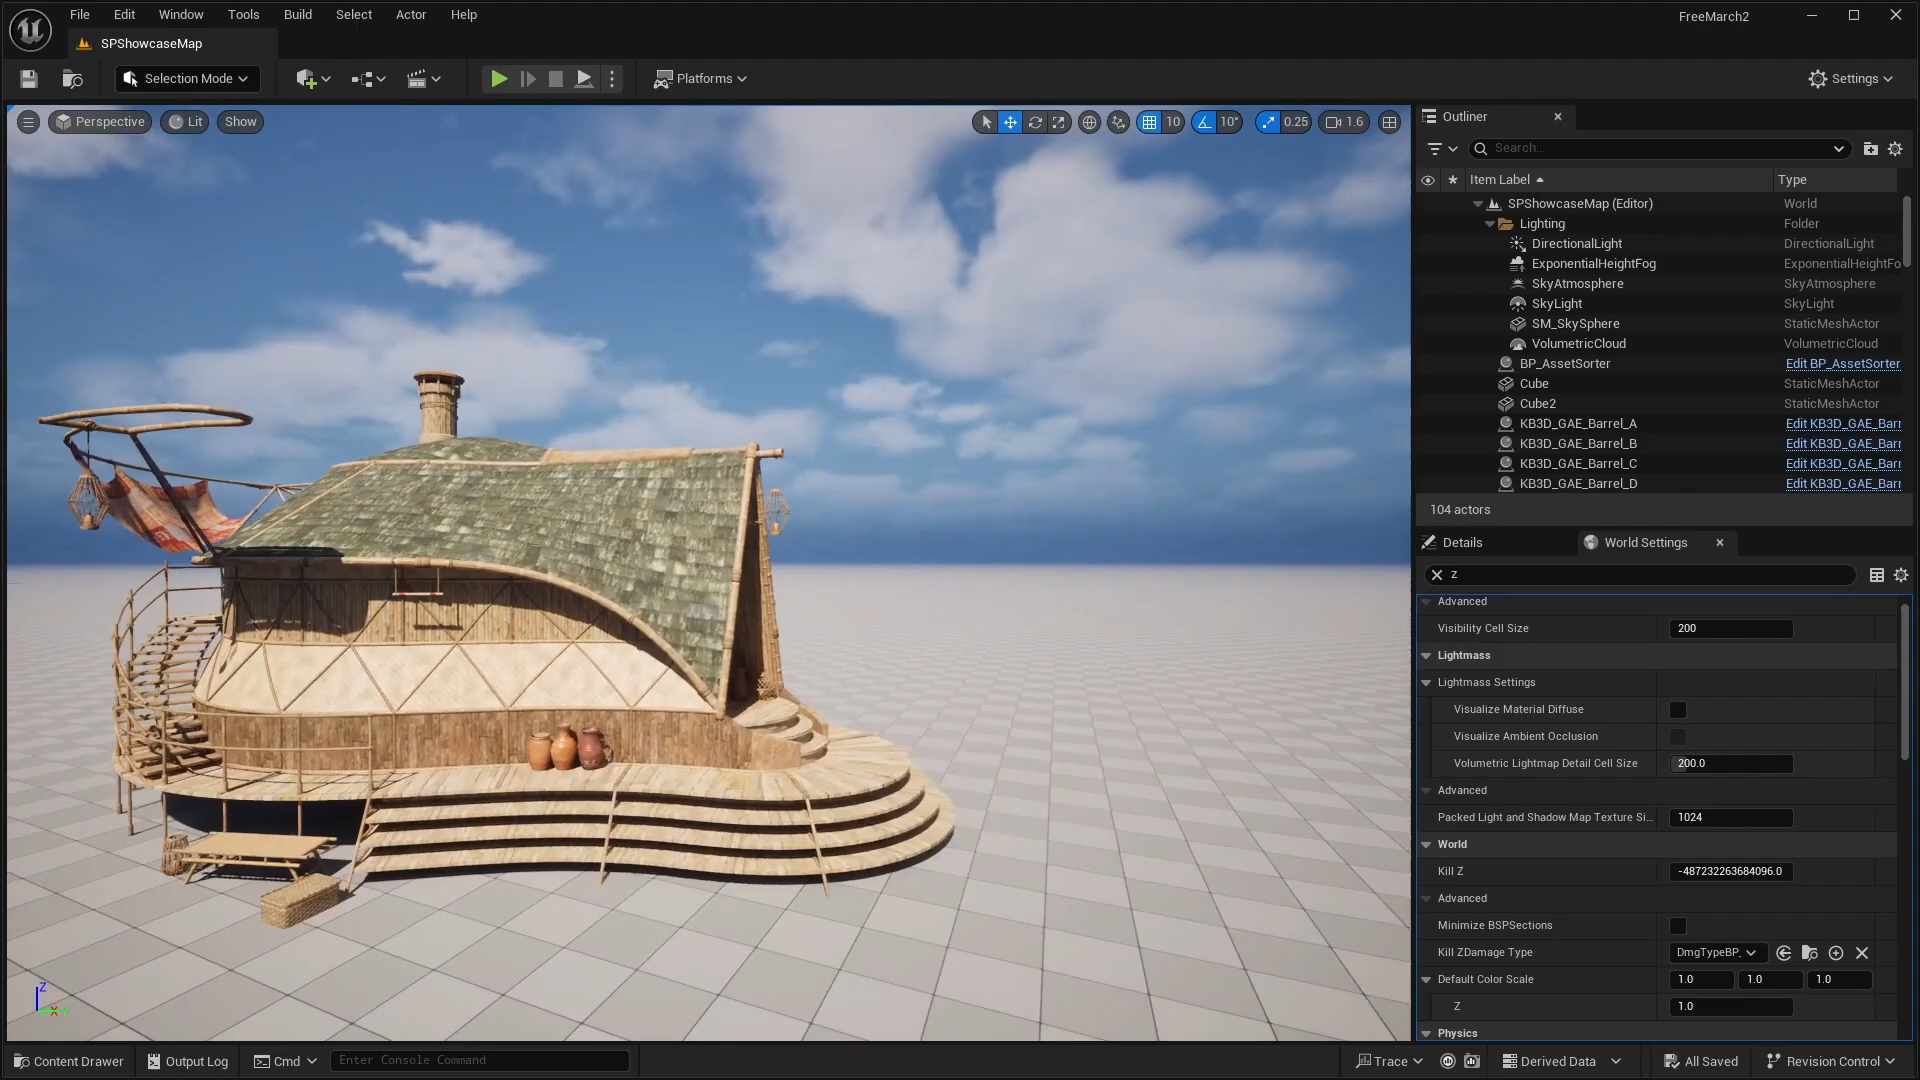 File Edit Window Tools Build Select Actor Help
FreeMarch2
SPShowcaseMap
Selection Mode
Platforms
Settings
Perspective Lit Show
10 10° 0.25 1.6
Outliner
Search...
Item Label Type
SPShowcaseMap (Editor) World
Lighting Folder
DirectionalLight DirectionalLight
ExponentialHeightFog ExponentialHeightFo
SkyAtmosphere SkyAtmosphere
SkyLight SkyLight
SM_SkySphere StaticMeshActor
VolumetricCloud VolumetricCloud
BP_AssetSorter Edit BP_AssetSorter
Cube StaticMeshActor
Cube2 StaticMeshActor
KB3D_GAE_Barrel_A Edit KB3D_GAE_Barr
KB3D_GAE_Barrel_B Edit KB3D_GAE_Barr
KB3D_GAE_Barrel_C Edit KB3D_GAE_Barr
KB3D_GAE_Barrel_D Edit KB3D_GAE_Barr
104 actors
Details World Settings
z
Advanced
Visibility Cell Size 200
Lightmass
Lightmass Settings
Visualize Material Diffuse
Visualize Ambient Occlusion
Volumetric Lightmap Detail Cell Size 200.0
Advanced
Packed Light and Shadow Map Texture Si... 1024
World
Kill Z -487232263684096.0
Advanced
Minimize BSPSections
Kill ZDamage Type DmgTypeBP_
Default Color Scale 1.0 1.0 1.0
Z 1.0
Physics
Z
X
Content Drawer Output Log Cmd Enter Console Command
Trace Derived Data All Saved Revision Control